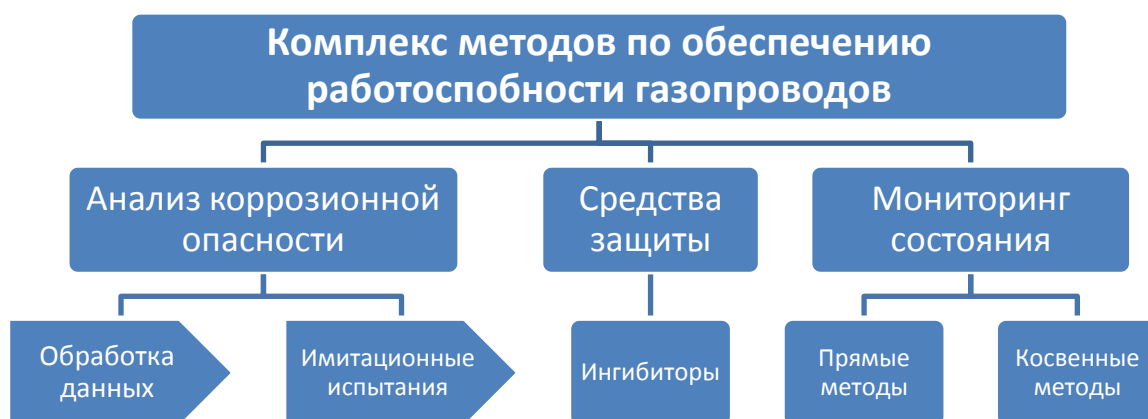 Комплекс методов по обеспечению
работоспобности газопроводов
Анализ коррозионной
опасности
Средства
защиты
Мониторинг
состояния
Обработка
данных
Имитационные
испытания
Ингибиторы
Прямые
методы
Косвенные
методы